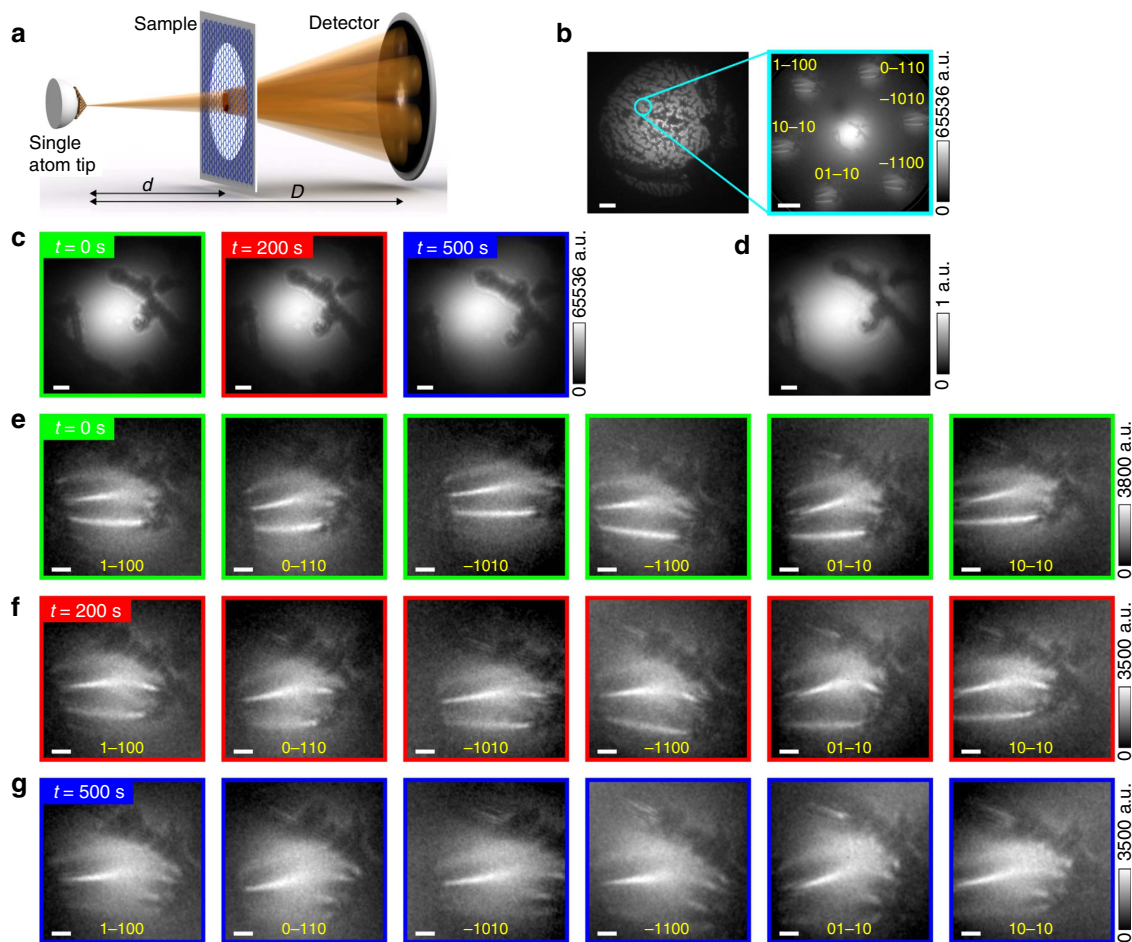 a
Sample
Detector
Single
atom tip
d
D
b
1–100
0–110
–1010
10–10
–1100
01–10
0
65536 a.u.
c
t = 0 s
t = 200 s
t = 500 s
0
65536 a.u.
d
0
1 a.u.
e
t = 0 s
1–100
0–110
–1010
–1100
01–10
10–10
0
3800 a.u.
f
t = 200 s
1–100
0–110
–1010
–1100
01–10
10–10
0
3500 a.u.
g
t = 500 s
1–100
0–110
–1010
–1100
01–10
10–10
0
3500 a.u.